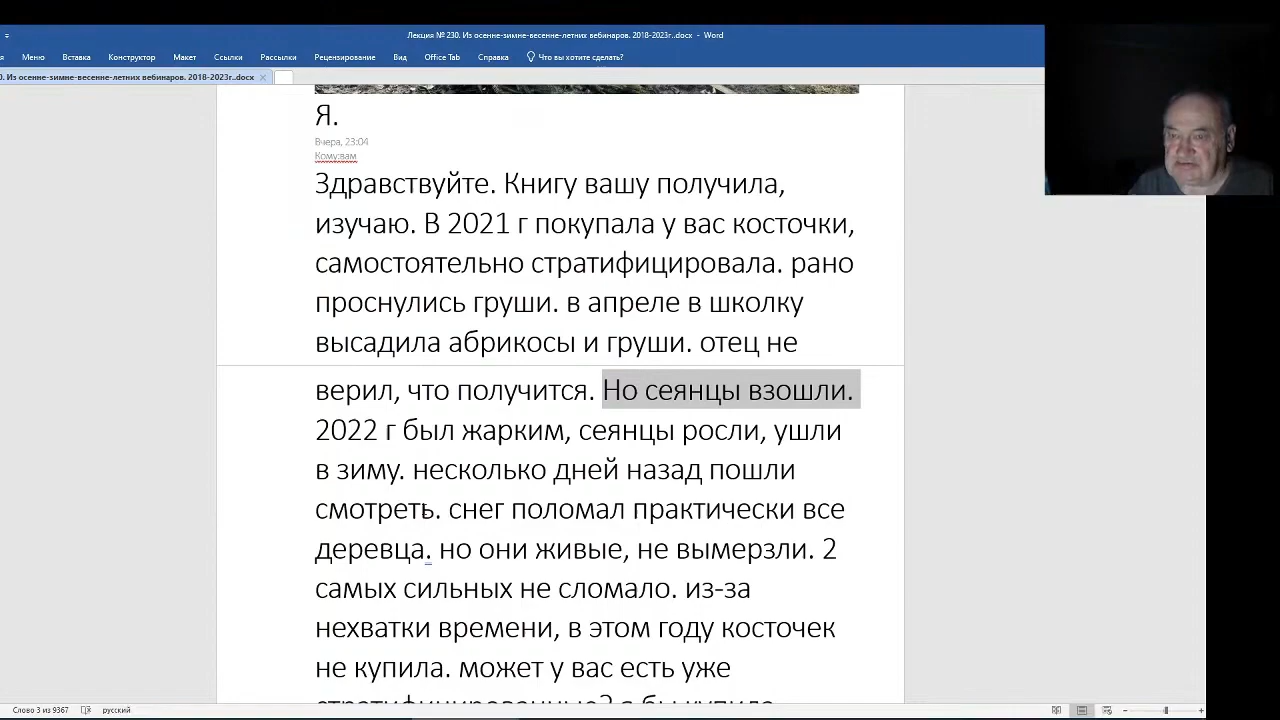 Лекция № 230. Из осенне-зимне-весенне-летних вебинаров. 2018-2023г..docx - Word
Меню Вставка Конструктор Макет Ссылки Рассылки Рецензирование Вид Office Tab Справка Что вы хотите сделать?
0. Из осенне-зимне-весенне-летних вебинаров. 2018-2023г..docx
Я.
Вчера, 23:04
Кому:вам
Здравствуйте. Книгу вашу получила,
изучаю. В 2021 г покупала у вас косточки,
самостоятельно стратифицировала. рано
проснулись груши. в апреле в школку
высадила абрикосы и груши. отец не
верил, что получится. Но сеянцы взошли.
2022 г был жарким, сеянцы росли, ушли
в зиму. несколько дней назад пошли
смотреть. снег поломал практически все
деревца. но они живые, не вымерзли. 2
самых сильных не сломало. из-за
нехватки времени, в этом году косточек
не купила. может у вас есть уже
стратифицированные? я бы купила
Слово 3 из 9367 русский